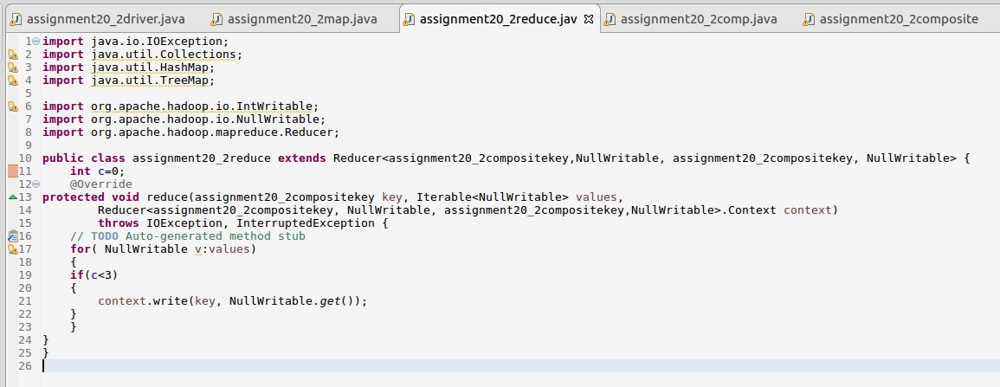 assignment20_2driver.java assignment20_2map.java assignment20_2reduce.jav assignment20_2comp.java assignment20_2composite
1 import java.io.IOException;
2 import java.util.Collections;
3 import java.util.HashMap;
4 import java.util.TreeMap;
5
6 import org.apache.hadoop.io.IntWritable;
7 import org.apache.hadoop.io.NullWritable;
8 import org.apache.hadoop.mapreduce.Reducer;
9
10 public class assignment20_2reduce extends Reducer<assignment20_2compositekey,NullWritable, assignment20_2compositekey, NullWritable> {
11 int c=0;
12 @Override
13 protected void reduce(assignment20_2compositekey key, Iterable<NullWritable> values,
14 Reducer<assignment20_2compositekey, NullWritable, assignment20_2compositekey,NullWritable>.Context context)
15 throws IOException, InterruptedException {
16 // TODO Auto-generated method stub
17 for( NullWritable v:values)
18 {
19 if(c<3)
20 {
21 context.write(key, NullWritable.get());
22 }
23 }
24 }
25 }
26